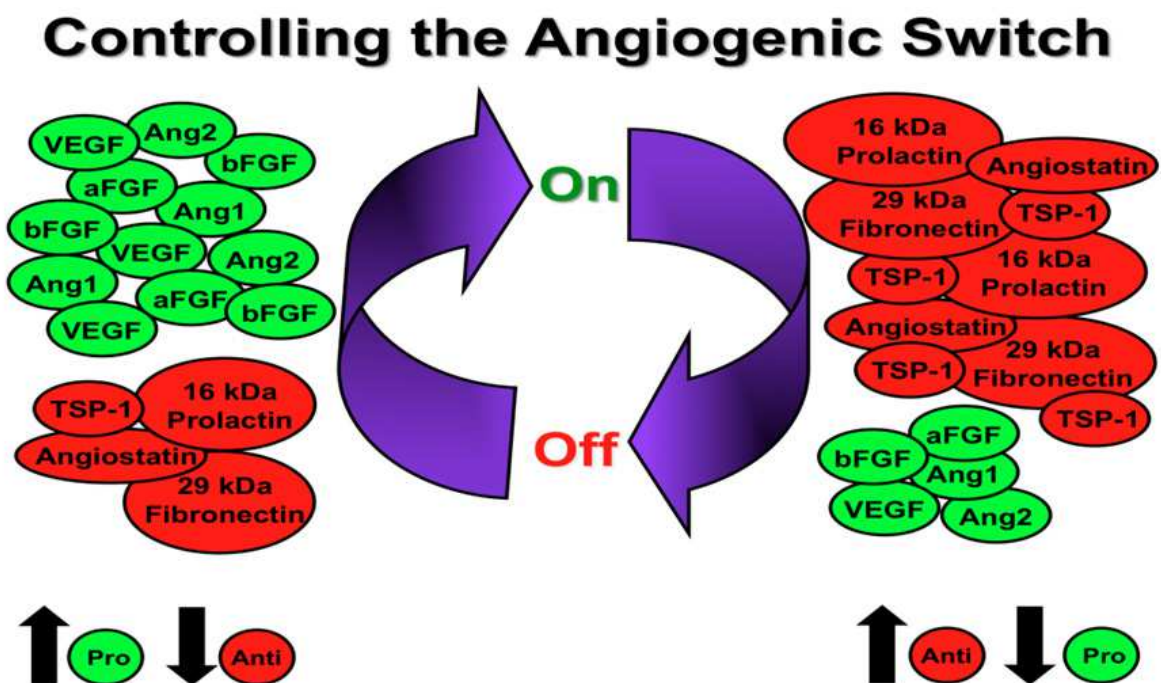 Controlling the Angiogenic Switch
VEGF
Ang2
bFGF
aFGF
Ang1
bFGF
VEGF
Ang2
Ang1
aFGF
bFGF
VEGF
TSP-1
16 kDa
Prolactin
Angiostatin
29 kDa
Fibronectin
Pro
Anti
On
Off
16 kDa
Prolactin
Angiostatin
29 kDa
Fibronectin
TSP-1
TSP-1
16 kDa
Prolactin
Angiostatin
29 kDa
Fibronectin
TSP-1
TSP-1
aFGF
bFGF
Ang1
VEGF
Ang2
Anti
Pro